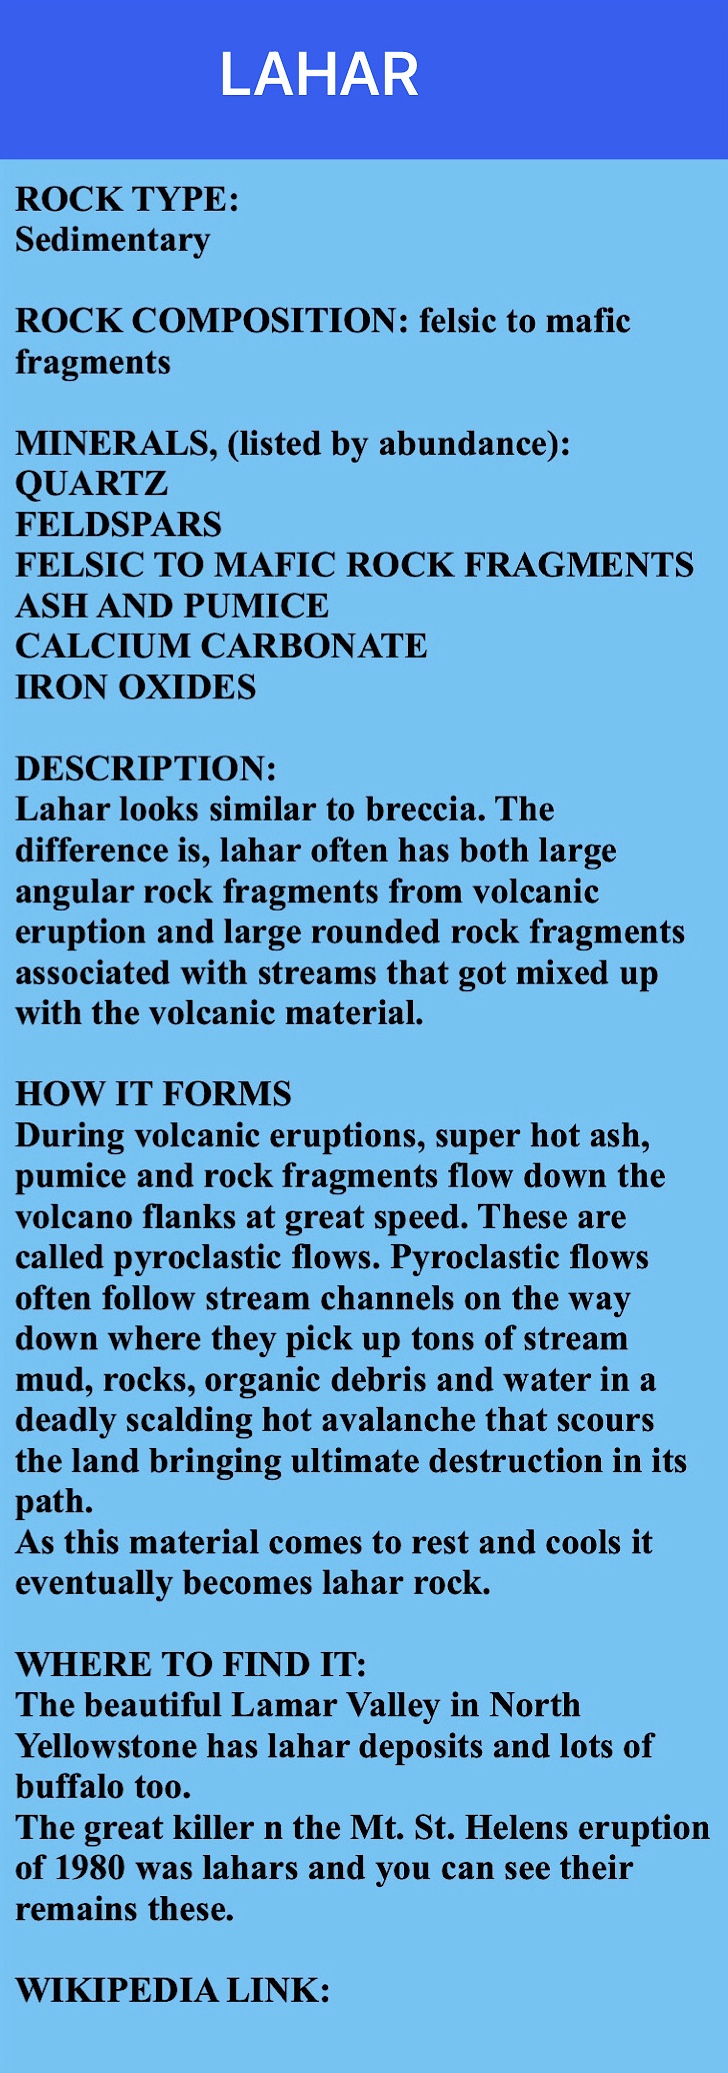 LAHAR
ROCK TYPE:
Sedimentary
ROCK COMPOSITION: felsic to mafic
fragments
MINERALS, (listed by abundance):
QUARTZ
FELDSPARS
FELSIC TO MAFIC ROCK FRAGMENTS
ASH AND PUMICE
CALCIUM CARBONATE
IRON OXIDES
DESCRIPTION:
Lahar looks similar to breccia. The
difference is, lahar often has both large
angular rock fragments from volcanic
eruption and large rounded rock fragments
associated with streams that got mixed up
with the volcanic material.
HOW IT FORMS
During volcanic eruptions, super hot ash,
pumice and rock fragments flow down the
volcano flanks at great speed. These are
called pyroclastic flows. Pyroclastic flows
often follow stream channels on the way
down where they pick up tons of stream
mud, rocks, organic debris and water in a
deadly scalding hot avalanche that scours
the land bringing ultimate destruction in its
path.
As this material comes to rest and cools it
eventually becomes lahar rock.
WHERE TO FIND IT:
The beautiful Lamar Valley in North
Yellowstone has lahar deposits and lots of
buffalo too.
The great killer n the Mt. St. Helens eruption
of 1980 was lahars and you can see their
remains these.
WIKIPEDIA LINK: